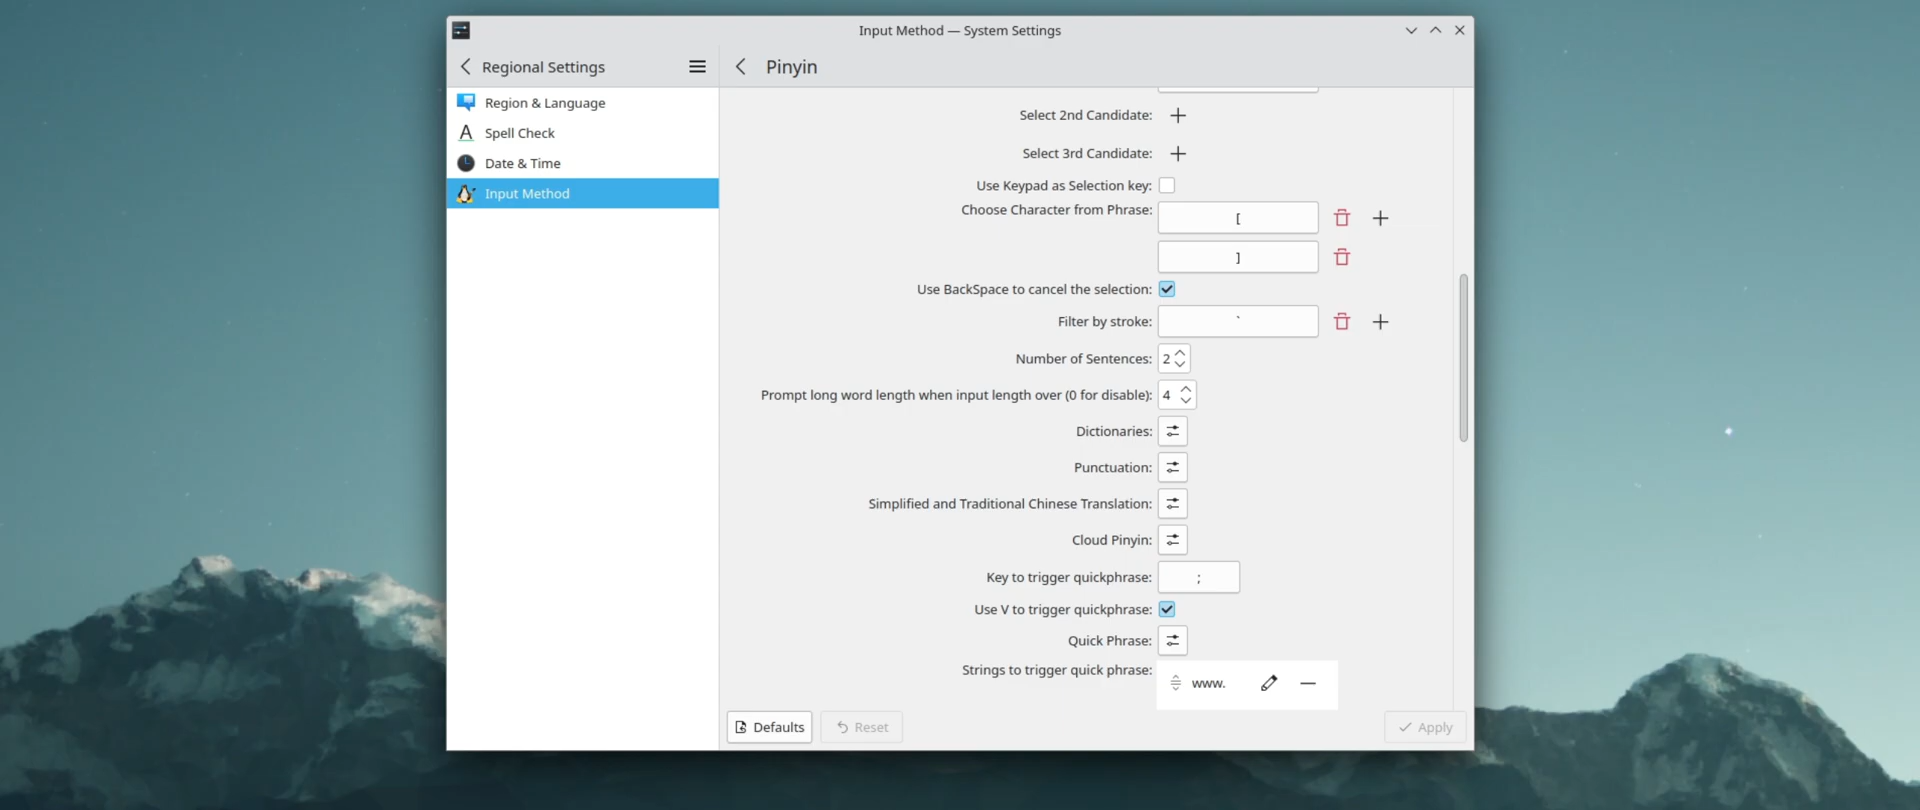 Input Method — System Settings
Regional Settings
Pinyin
Region & Language
Spell Check
Date & Time
Input Method
Select 2nd Candidate:
Select 3rd Candidate:
Use Keypad as Selection key:
Choose Character from Phrase: [
]
Use BackSpace to cancel the selection:
Filter by stroke: `
Number of Sentences: 2
Prompt long word length when input length over (0 for disable): 4
Dictionaries:
Punctuation:
Simplified and Traditional Chinese Translation:
Cloud Pinyin:
Key to trigger quickphrase: ;
Use V to trigger quickphrase:
Quick Phrase:
Strings to trigger quick phrase: www.
Defaults Reset Apply